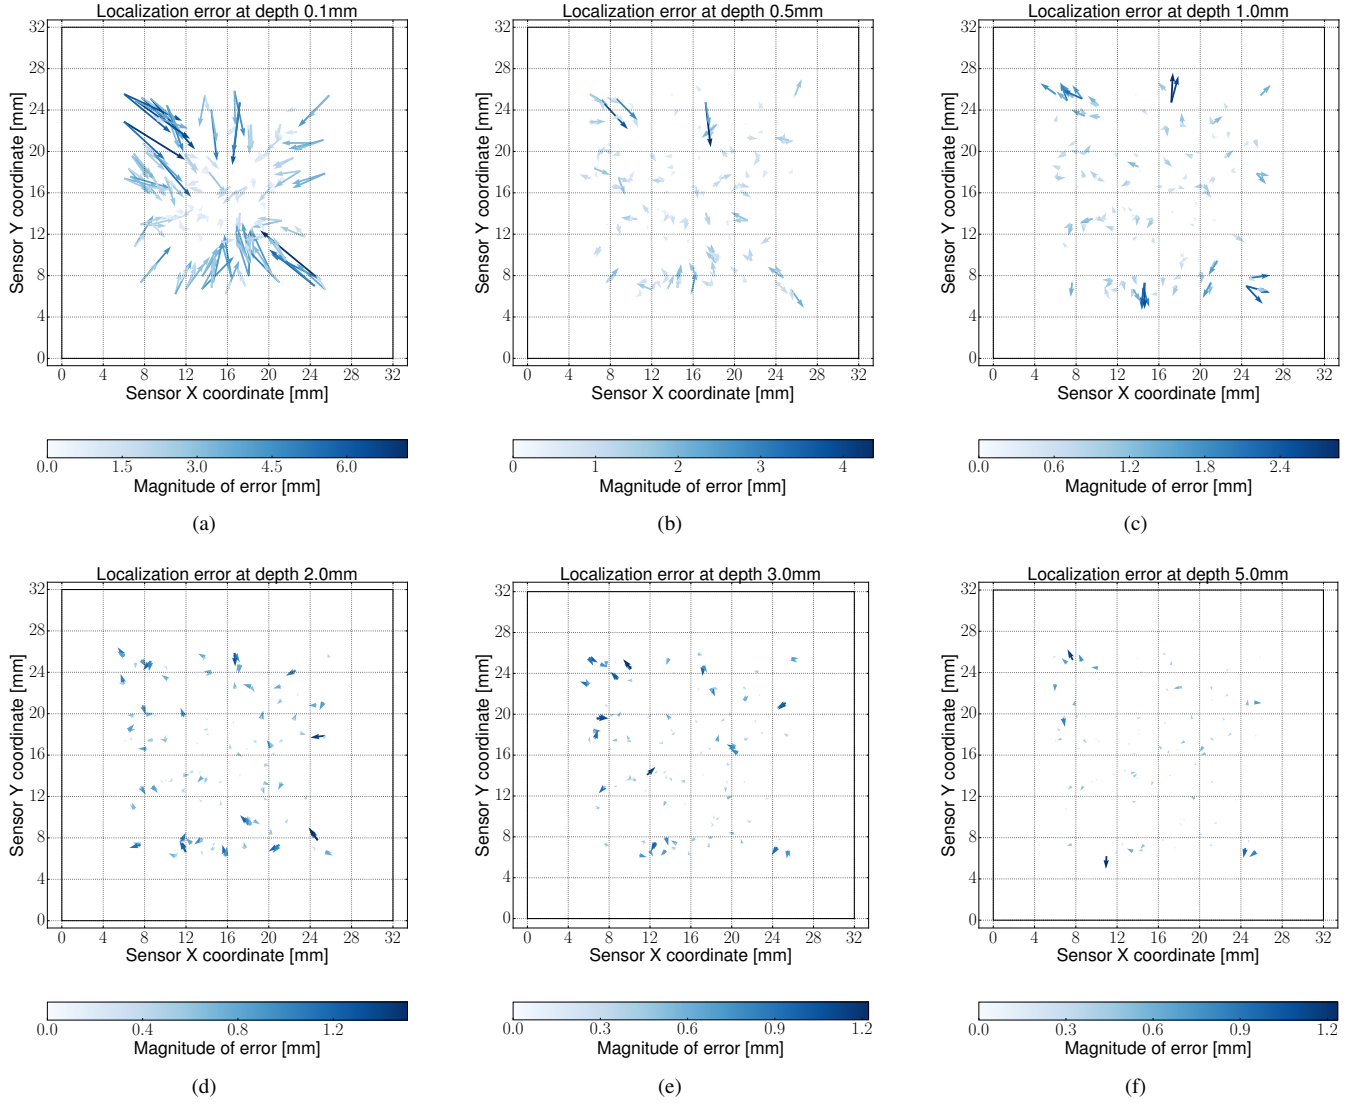 Localization error at depth 0.1mm
Sensor Y coordinate [mm]
32
28
24
20
16
12
8
4
0
0 4 8 12 16 20 24 28 32
Sensor X coordinate [mm]
0.0 1.5 3.0 4.5 6.0
Magnitude of error [mm]
(a)
Localization error at depth 0.5mm
Sensor Y coordinate [mm]
32
28
24
20
16
12
8
4
0
0 4 8 12 16 20 24 28 32
Sensor X coordinate [mm]
0 1 2 3 4
Magnitude of error [mm]
(b)
Localization error at depth 1.0mm
Sensor Y coordinate [mm]
32
28
24
20
16
12
8
4
0
0 4 8 12 16 20 24 28 32
Sensor X coordinate [mm]
0.0 0.6 1.2 1.8 2.4
Magnitude of error [mm]
(c)
Localization error at depth 2.0mm
Sensor Y coordinate [mm]
32
28
24
20
16
12
8
4
0
0 4 8 12 16 20 24 28 32
Sensor X coordinate [mm]
0.0 0.4 0.8 1.2
Magnitude of error [mm]
(d)
Localization error at depth 3.0mm
Sensor Y coordinate [mm]
32
28
24
20
16
12
8
4
0
0 4 8 12 16 20 24 28 32
Sensor X coordinate [mm]
0.0 0.3 0.6 0.9 1.2
Magnitude of error [mm]
(e)
Localization error at depth 5.0mm
Sensor Y coordinate [mm]
32
28
24
20
16
12
8
4
0
0 4 8 12 16 20 24 28 32
Sensor X coordinate [mm]
0.0 0.3 0.6 0.9 1.2
Magnitude of error [mm]
(f)